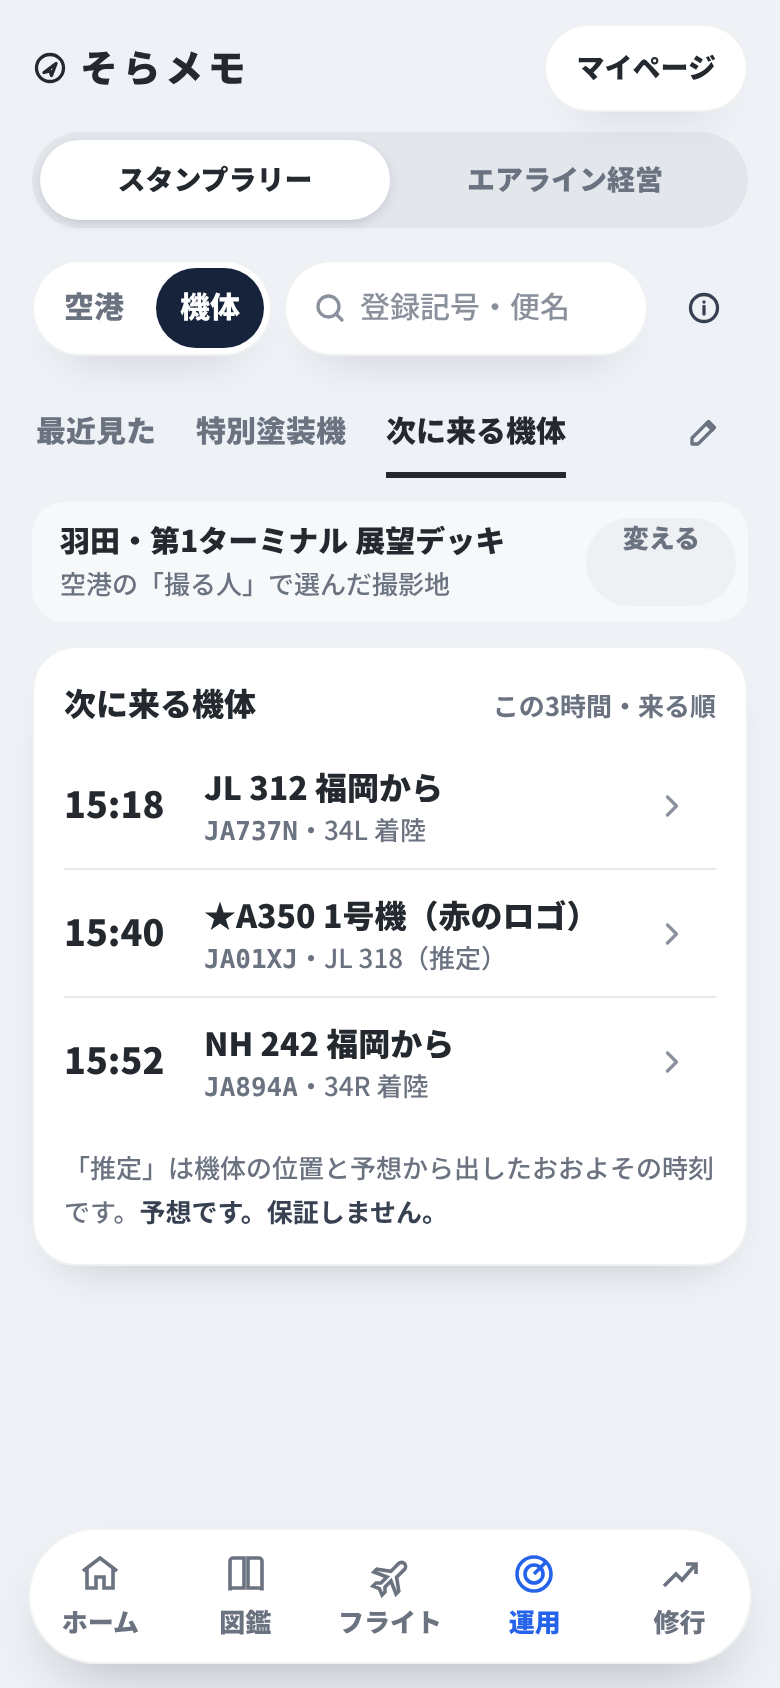 そらメモ
マイページ
スタンプラリー
エアライン経営
空港
機体
登録記号・便名
最近見た
特別塗装機
次に来る機体
羽田・第1ターミナル 展望デッキ
変える
空港の「撮る人」で選んだ撮影地
次に来る機体
この3時間・来る順
15:18
JL 312 福岡から
JA737N・34L 着陸
15:40
★A350 1号機（赤のロゴ）
JA01XJ・JL 318（推定）
15:52
NH 242 福岡から
JA894A・34R 着陸
「推定」は機体の位置と予想から出したおおよその時刻
です。予想です。保証しません。
ホーム
図鑑
フライト
運用
修行